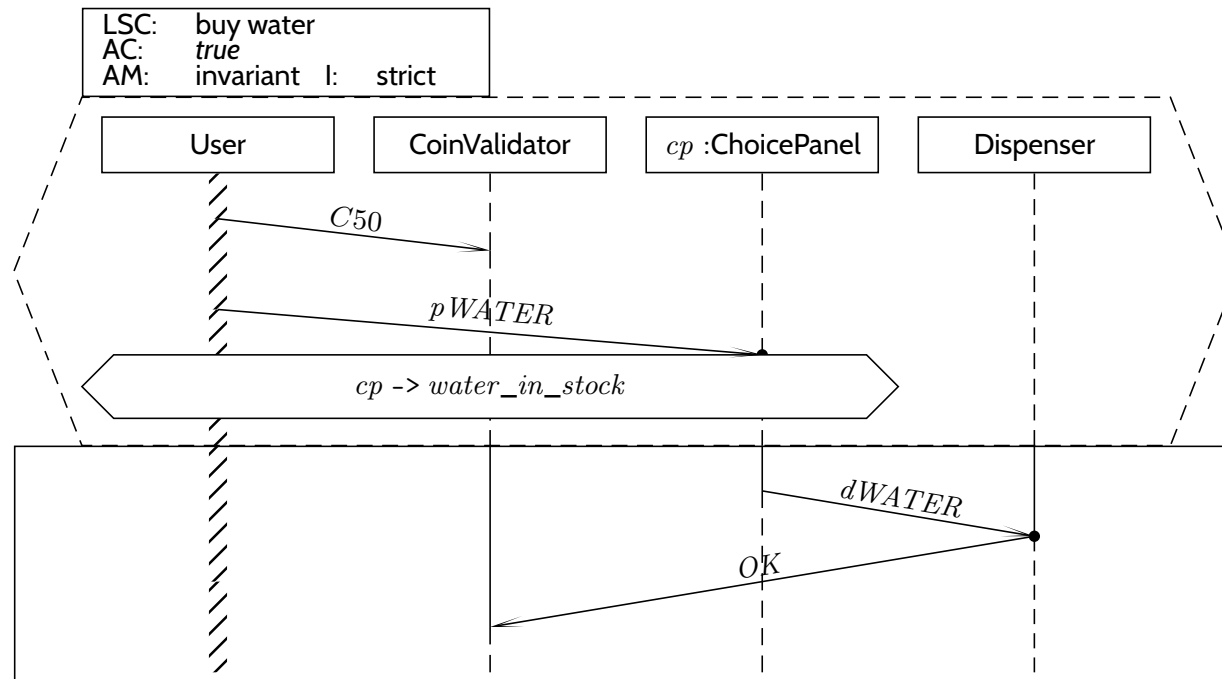 LSC: buy water
AC: true
AM: invariant I: strict
User CoinValidator cp :ChoicePanel Dispenser
C50
pWATER
cp -> water_in_stock
dWATER
OK